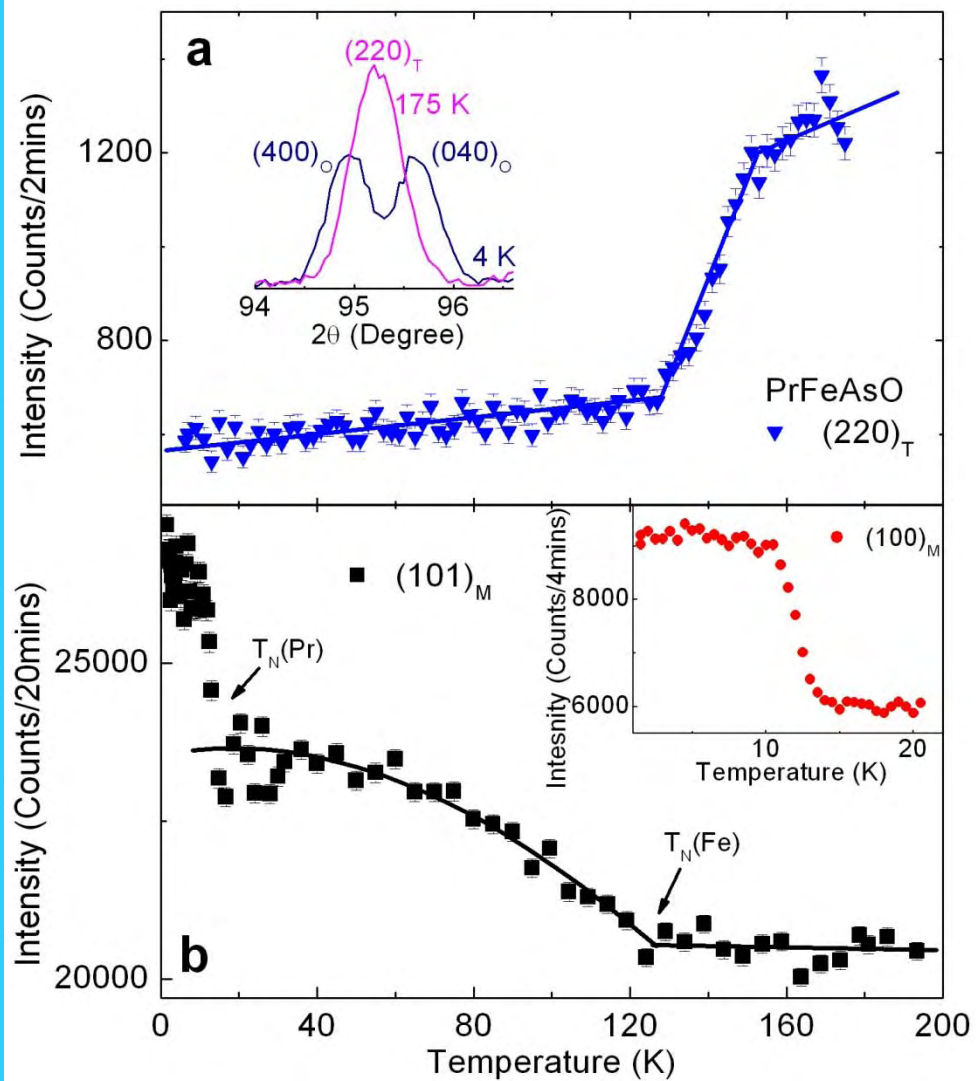 a
(220)T
175 K
(400)O
(040)O
4 K
94 95 96
2θ (Degree)
1200
800
Intensity (Counts/2mins)
PrFeAsO
(220)T
(101)M
TN(Pr)
TN(Fe)
25000
20000
Intensity (Counts/20mins)
(100)M
8000
6000
Intesnity (Counts/4mins)
10 20
Temperature (K)
b
0 40 80 120 160 200
Temperature (K)